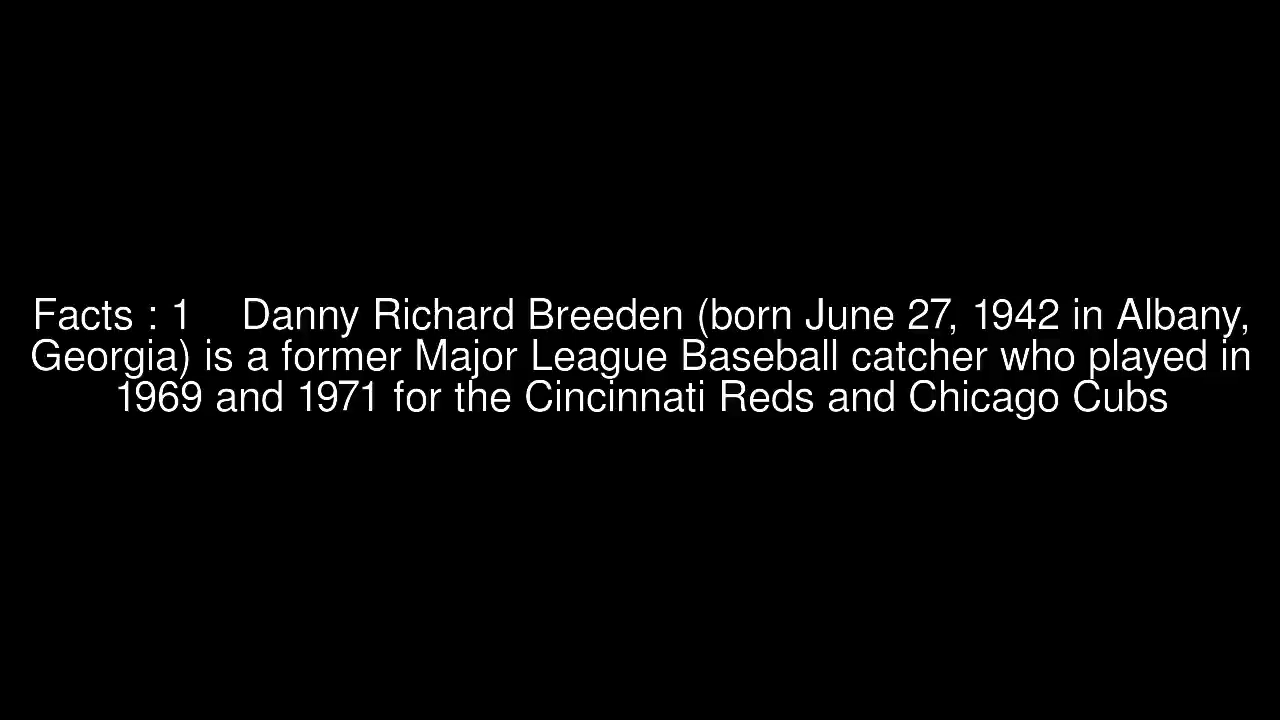 Facts : 1 Danny Richard Breeden (born June 27, 1942 in Albany,
Georgia) is a former Major League Baseball catcher who played in
1969 and 1971 for the Cincinnati Reds and Chicago Cubs